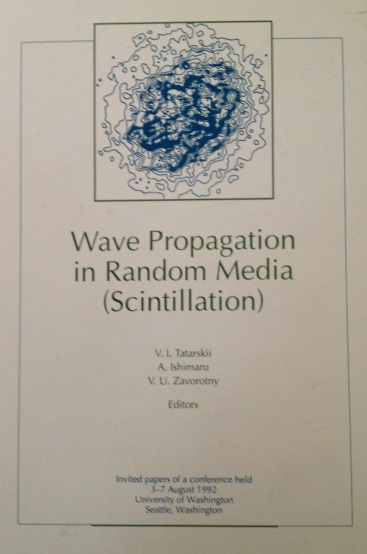 Wave Propagation
in Random Media
(Scintillation)
V. I. Tatarskii
A. Ishimaru
V. U. Zavorotny
Editors
Invited papers of a conference held
3–7 August 1992
University of Washington
Seattle, Washington